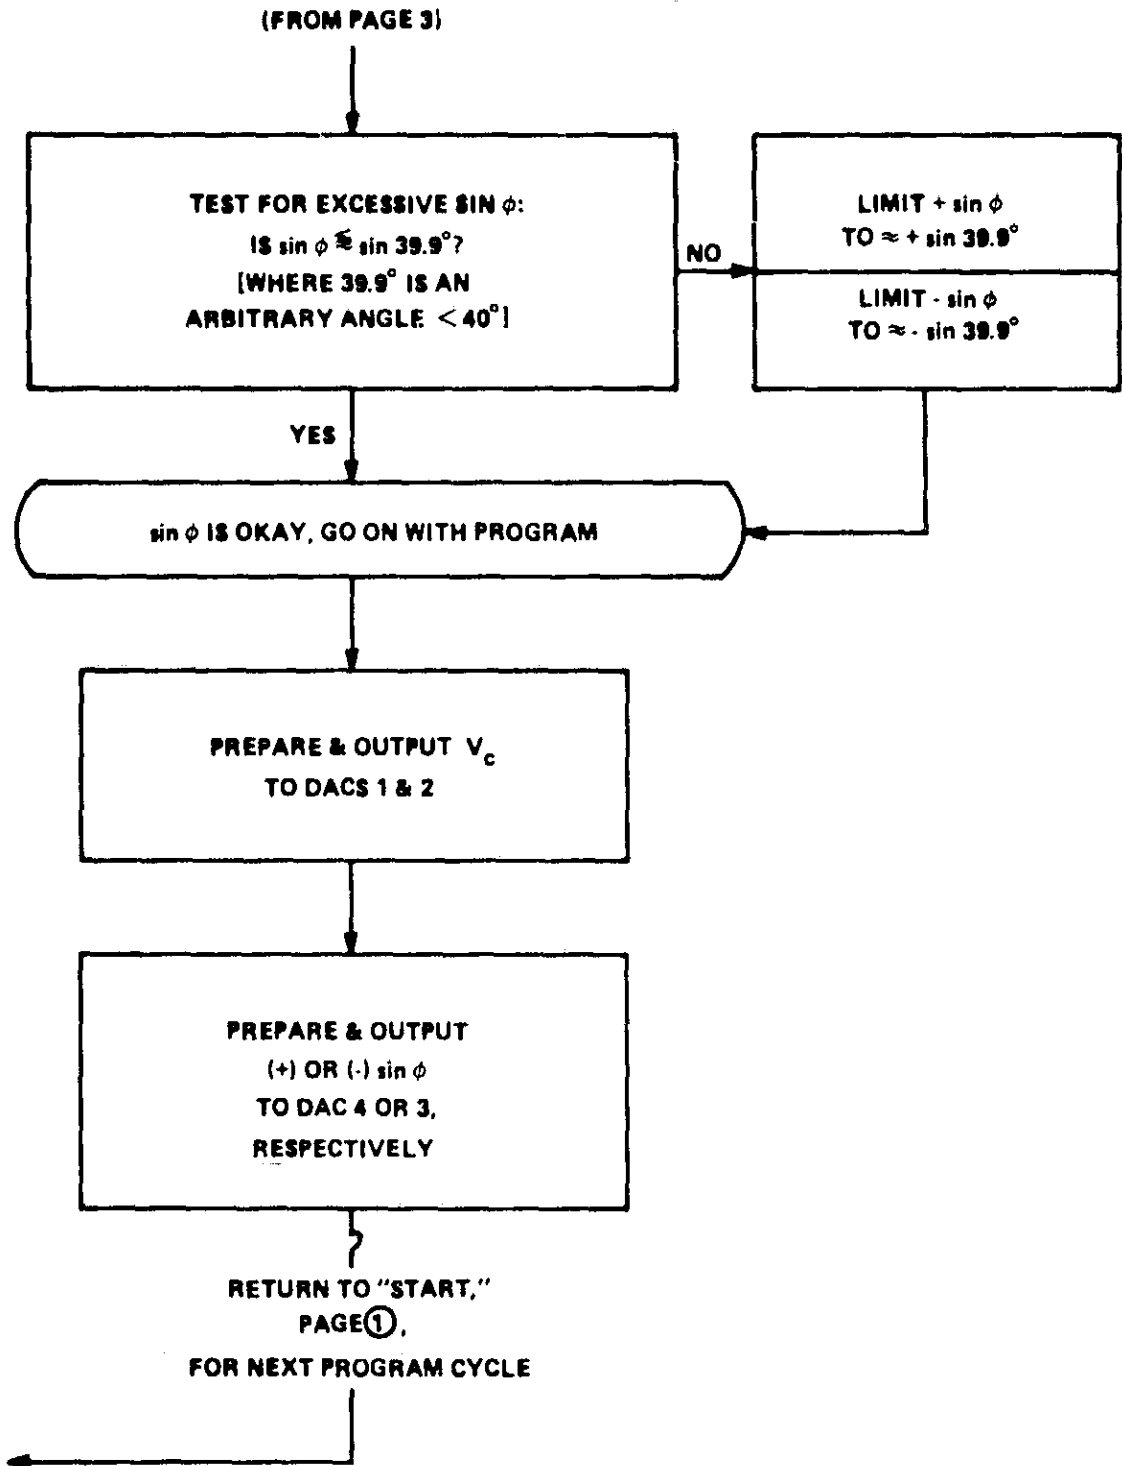 (FROM PAGE 3)
TEST FOR EXCESSIVE SIN φ:
IS sin φ ⪅ sin 39.9°?
[WHERE 39.9° IS AN
ARBITRARY ANGLE < 40°]
NO
LIMIT + sin φ
TO ≈ + sin 39.9°
LIMIT - sin φ
TO ≈ - sin 39.9°
YES
sin φ IS OKAY, GO ON WITH PROGRAM
PREPARE & OUTPUT V_c
TO DACS 1 & 2
PREPARE & OUTPUT
(+) OR (-) sin φ
TO DAC 4 OR 3,
RESPECTIVELY
RETURN TO "START,"
PAGE ①,
FOR NEXT PROGRAM CYCLE